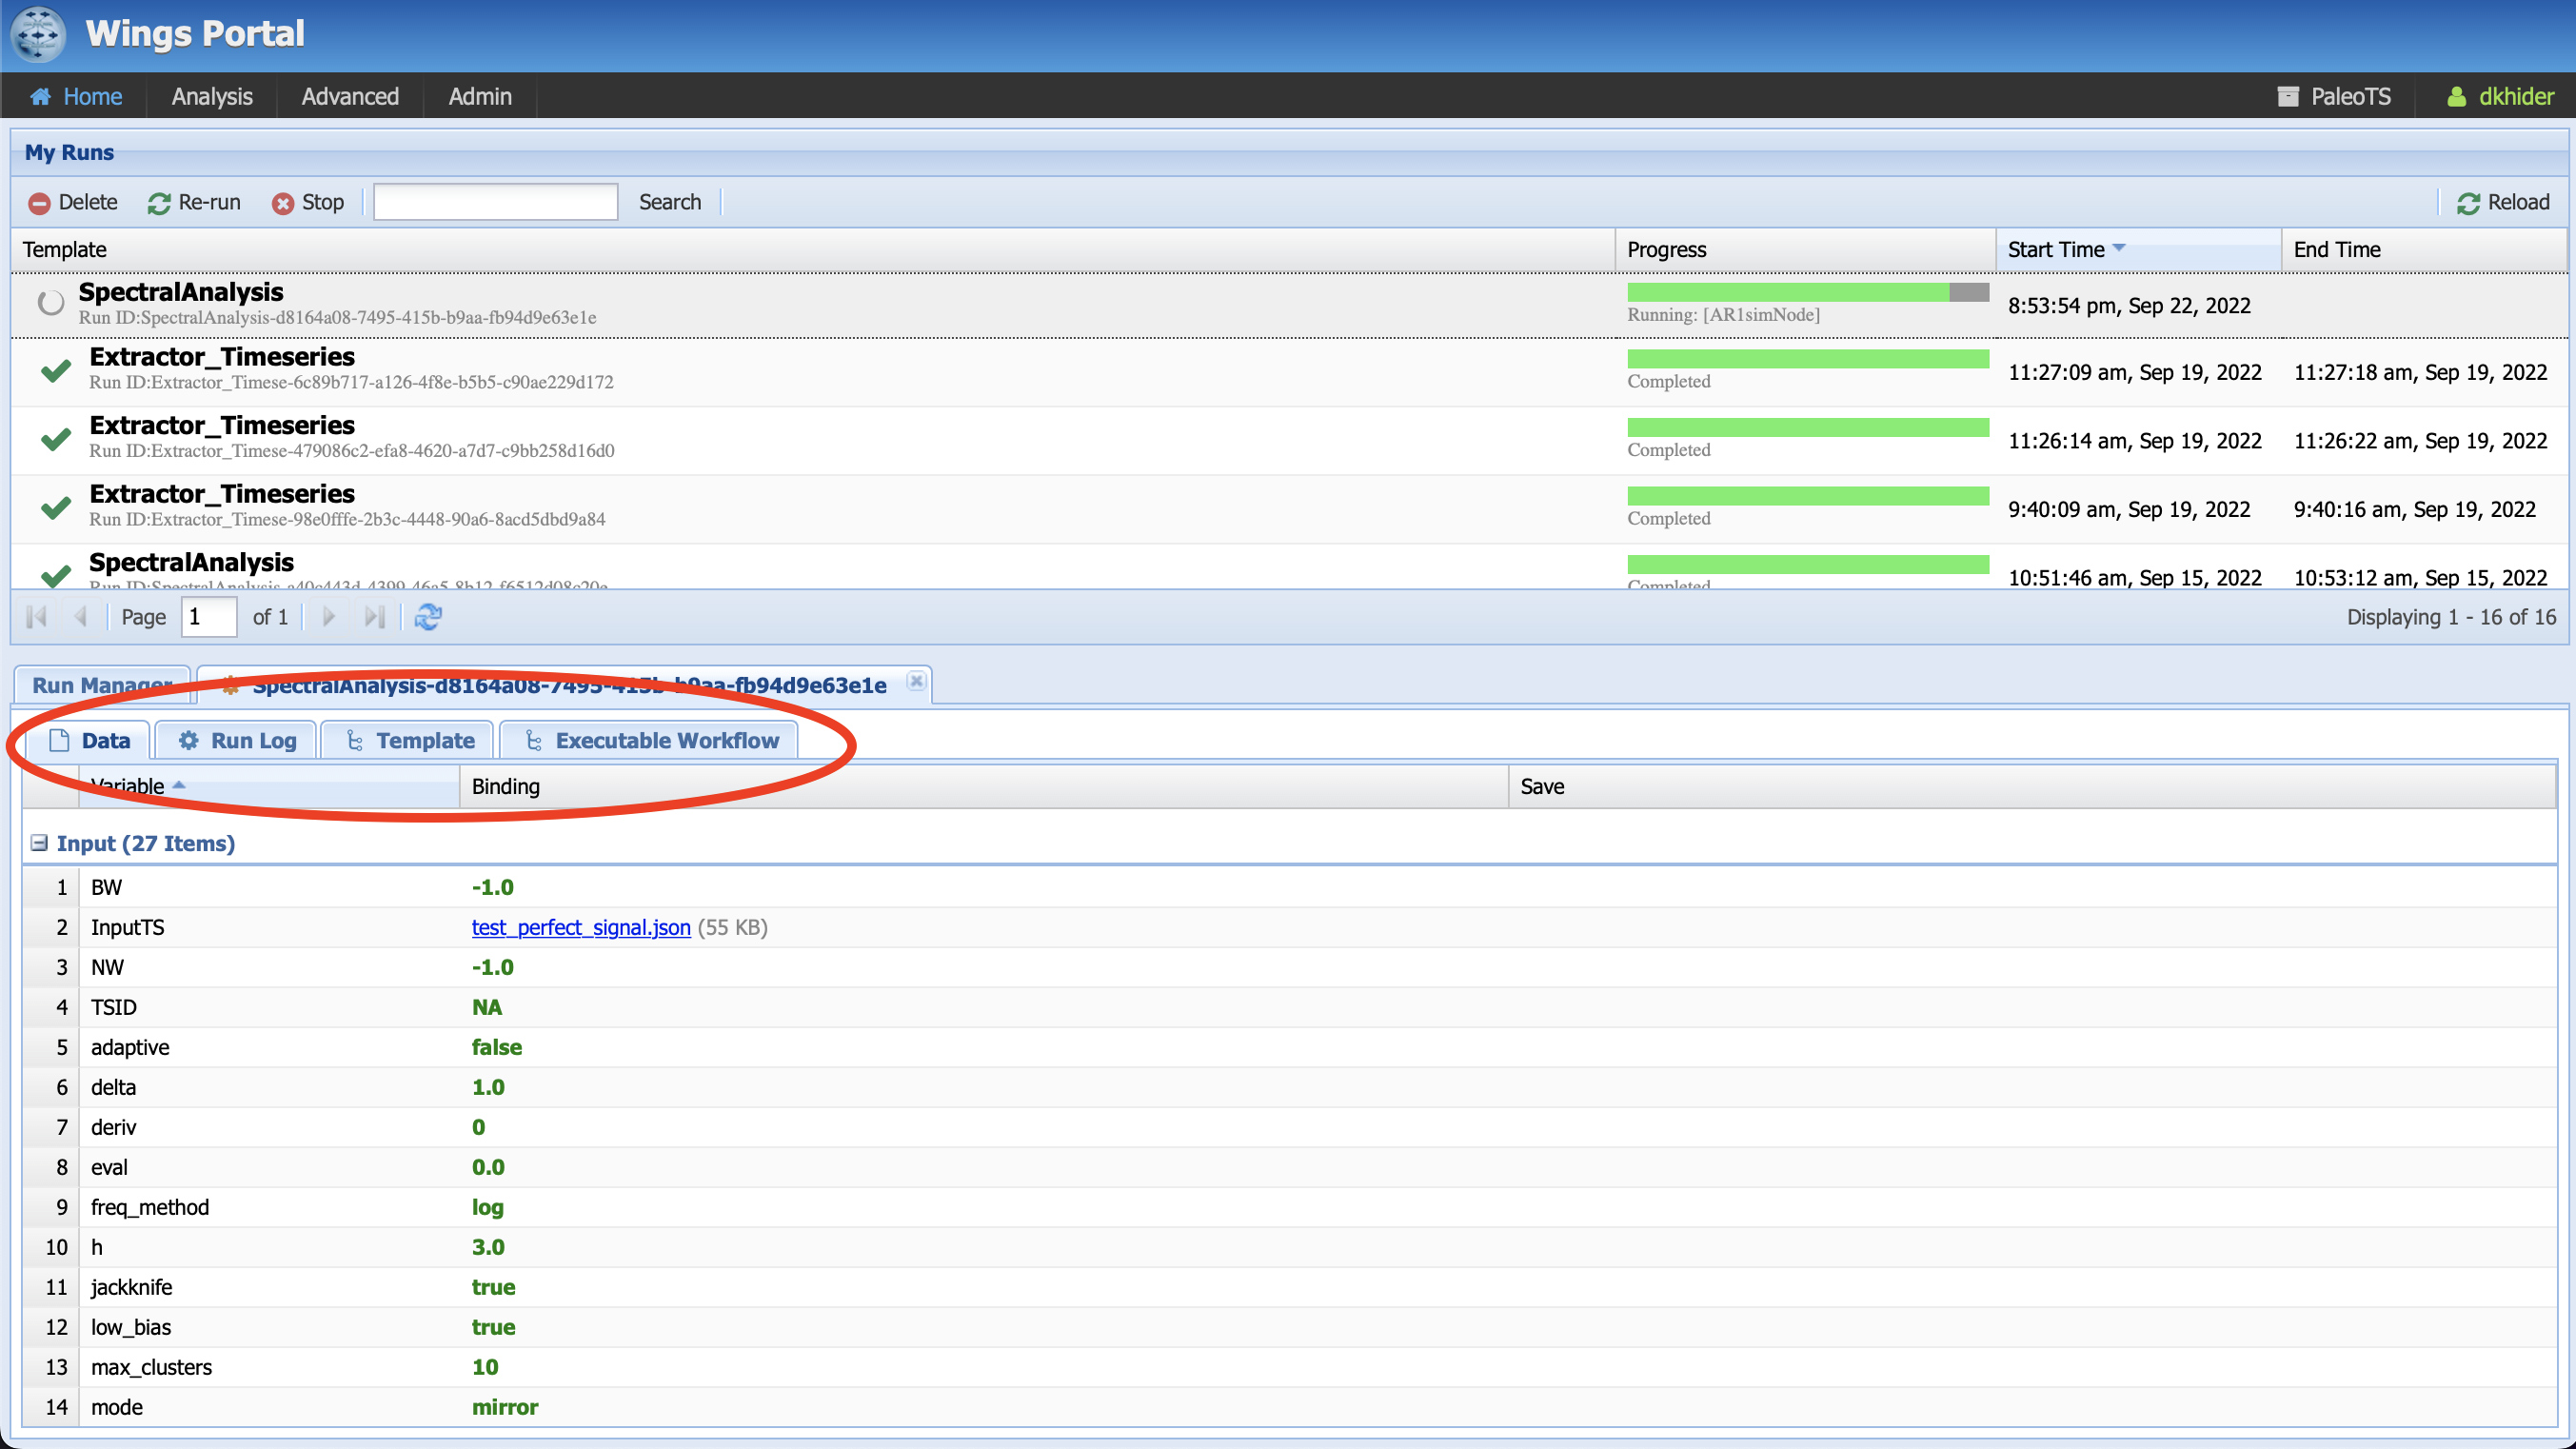 Wings Portal
Home Analysis Advanced Admin PaleoTS dkhider
My Runs
Delete Re-run Stop Search Reload
Template Progress Start Time End Time
SpectralAnalysis
Run ID:SpectralAnalysis-d8164a08-7495-415b-b9aa-fb94d9e63e1e
Running: [AR1simNode]
8:53:54 pm, Sep 22, 2022
Extractor_Timeseries
Run ID:Extractor_Timese-6c89b717-a126-4f8e-b5b5-c90ae229d172
Completed
11:27:09 am, Sep 19, 2022 11:27:18 am, Sep 19, 2022
Extractor_Timeseries
Run ID:Extractor_Timese-479086c2-efa8-4620-a7d7-c9bb258d16d0
Completed
11:26:14 am, Sep 19, 2022 11:26:22 am, Sep 19, 2022
Extractor_Timeseries
Run ID:Extractor_Timese-98e0fffe-2b3c-4448-90a6-8acd5dbd9a84
Completed
9:40:09 am, Sep 19, 2022 9:40:16 am, Sep 19, 2022
SpectralAnalysis
Run ID:SpectralAnalysis-a40c443d-4399-46a5-8b12-f6512d08c20e
Completed
10:51:46 am, Sep 15, 2022 10:53:12 am, Sep 15, 2022
Page 1 of 1 Displaying 1 - 16 of 16
Run Manager SpectralAnalysis-d8164a08-7495-415b-b9aa-fb94d9e63e1e
Data Run Log Template Executable Workflow
Variable Binding Save
Input (27 Items)
1 BW -1.0
2 InputTS test_perfect_signal.json (55 KB)
3 NW -1.0
4 TSID NA
5 adaptive false
6 delta 1.0
7 deriv 0
8 eval 0.0
9 freq_method log
10 h 3.0
11 jackknife true
12 low_bias true
13 max_clusters 10
14 mode mirror